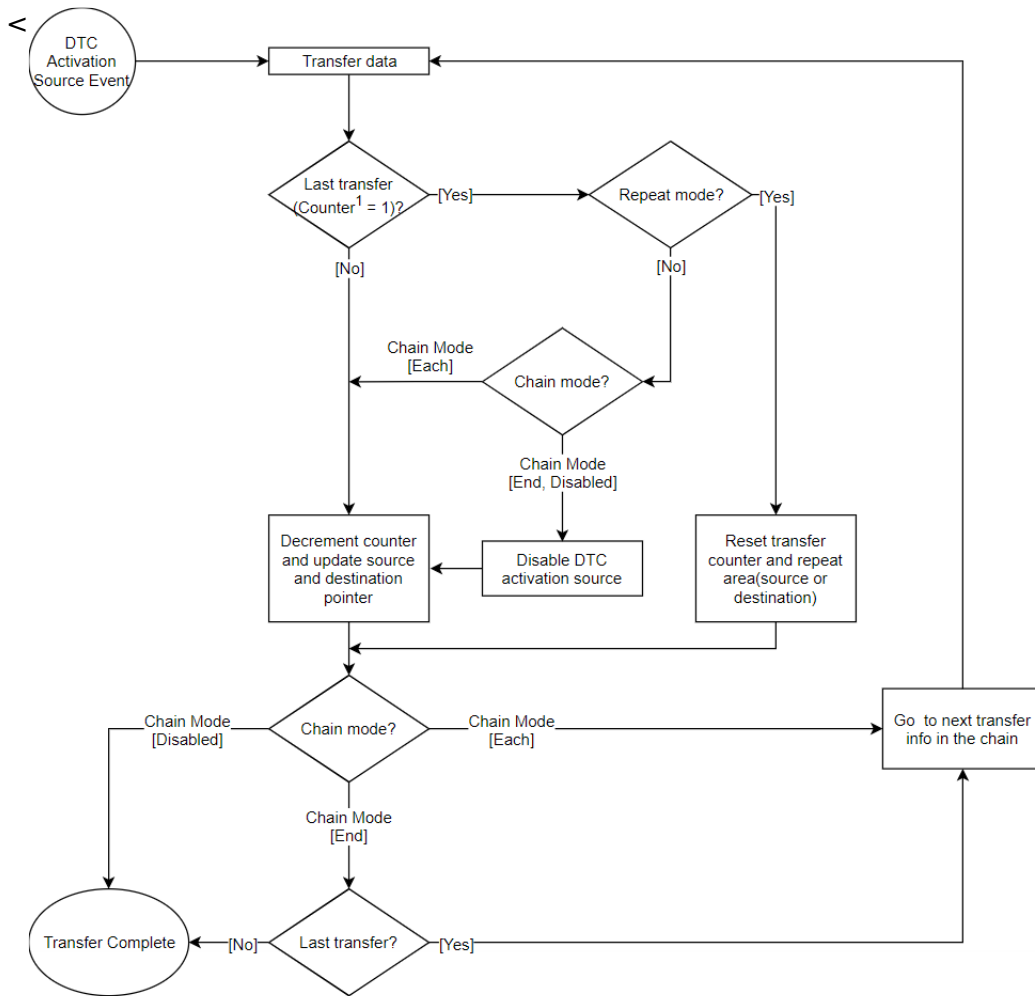 <
DTC
Activation
Source Event
Transfer data
Last transfer
(Counter¹ = 1)?
[Yes]
Repeat mode?
[Yes]
[No]
[No]
Chain Mode
[Each]
Chain mode?
Chain Mode
[End, Disabled]
Decrement counter
and update source
and destination
pointer
Disable DTC
activation source
Reset transfer
counter and repeat
area(source or
destination)
Chain Mode
[Disabled]
Chain mode?
Chain Mode
[Each]
Go to next transfer
info in the chain
Chain Mode
[End]
Transfer Complete
[No]
Last transfer?
[Yes]